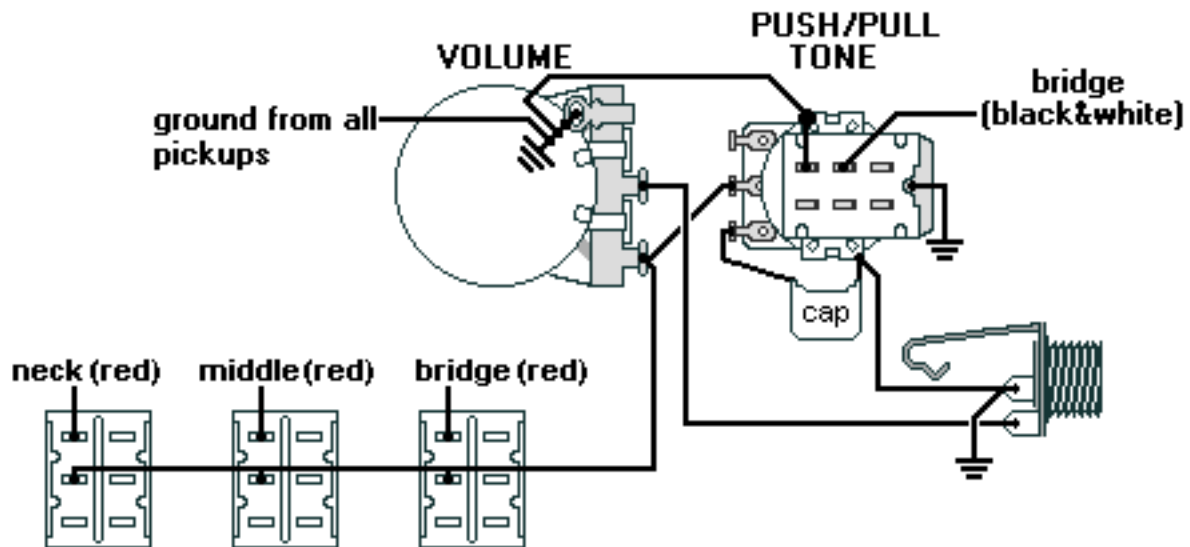 VOLUME
PUSH/PULL
TONE
bridge
(black&white)
ground from all
pickups
cap
neck (red)
middle (red)
bridge (red)